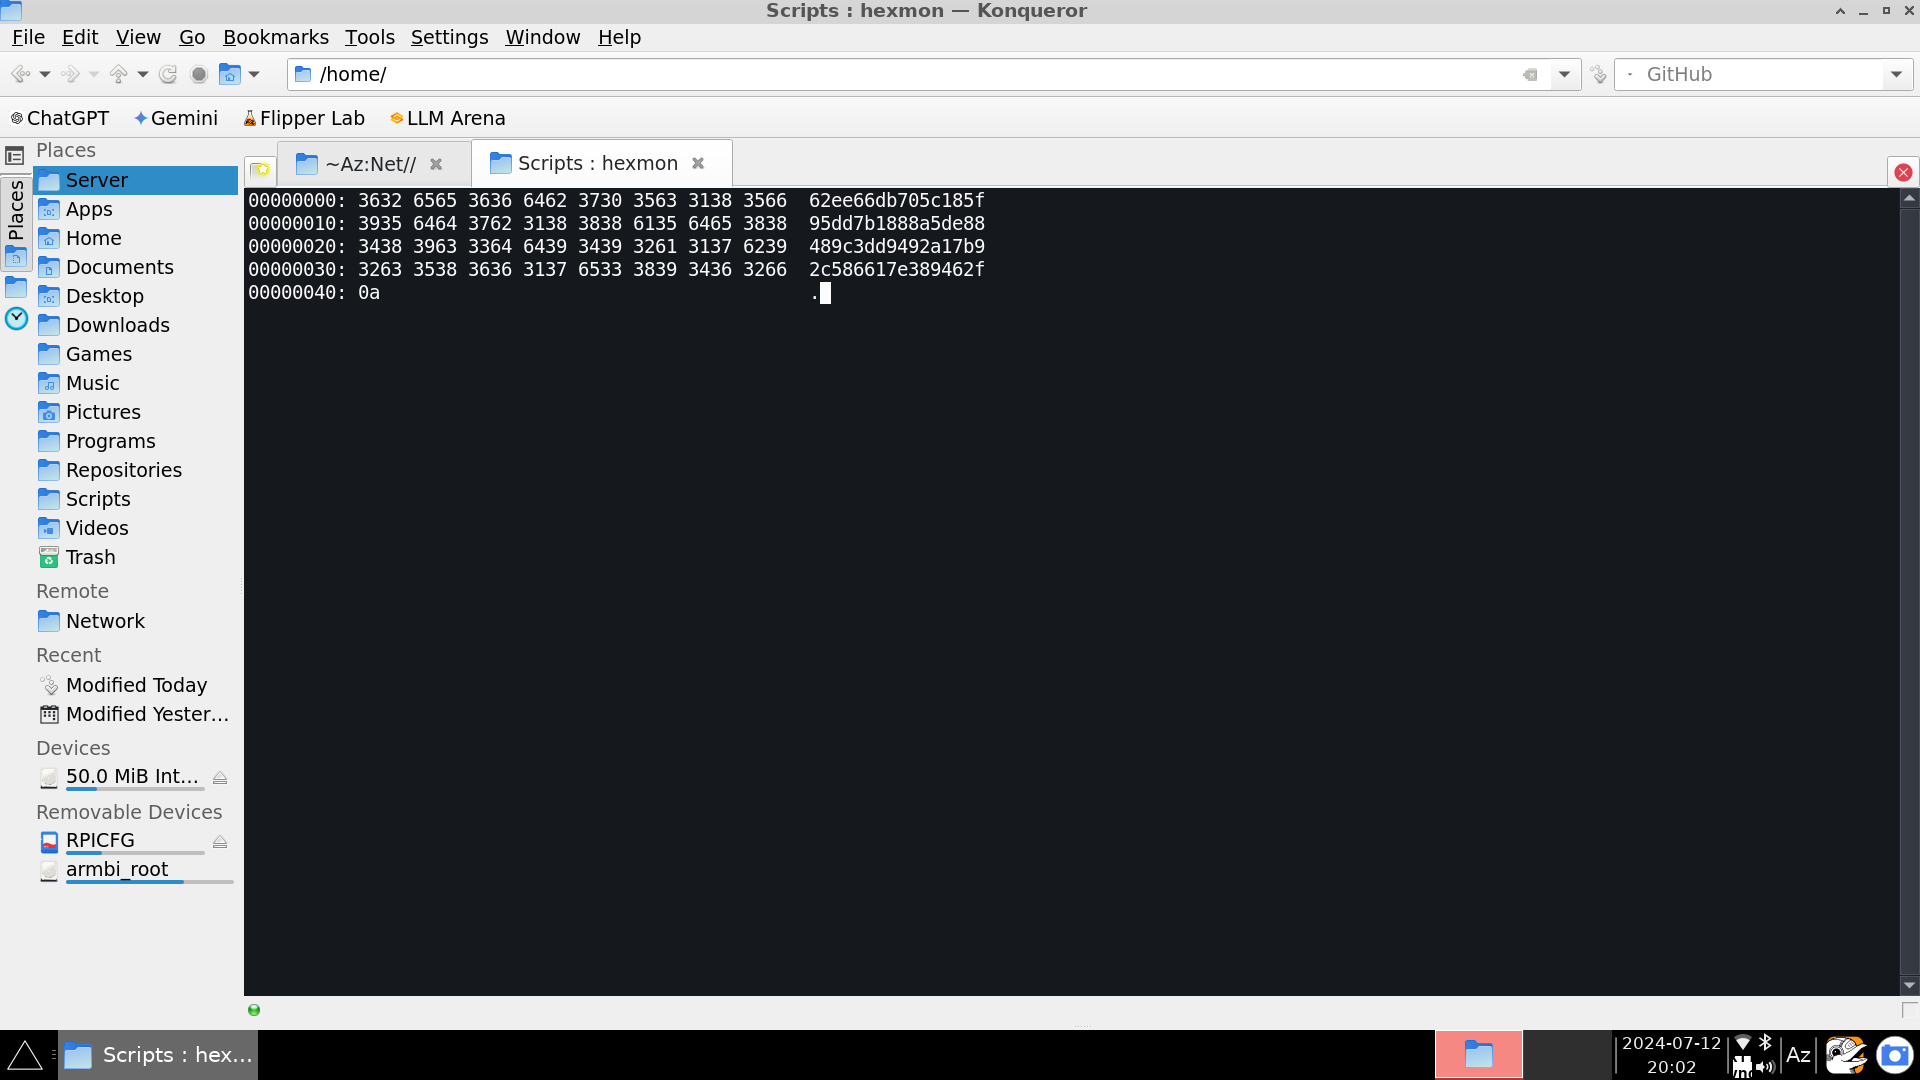 Scripts : hexmon — Konqueror
File Edit View Go Bookmarks Tools Settings Window Help
/home/
GitHub
ChatGPT Gemini Flipper Lab LLM Arena
Places
~Az:Net//
Scripts : hexmon
Places
Server
Apps
Home
Documents
Desktop
Downloads
Games
Music
Pictures
Programs
Repositories
Scripts
Videos
Trash
Remote
Network
Recent
Modified Today
Modified Yester...
Devices
50.0 MiB Int...
Removable Devices
RPICFG
armbi_root
00000000: 3632 6565 3636 6462 3730 3563 3138 3566  62ee66db705c185f
00000010: 3935 6464 3762 3138 3838 6135 6465 3838  95dd7b1888a5de88
00000020: 3438 3963 3364 6439 3439 3261 3137 6239  489c3dd9492a17b9
00000030: 3263 3538 3636 3137 6533 3839 3436 3266  2c586617e389462f
00000040: 0a                                       .
Scripts : hex...
2024-07-12
20:02
Az